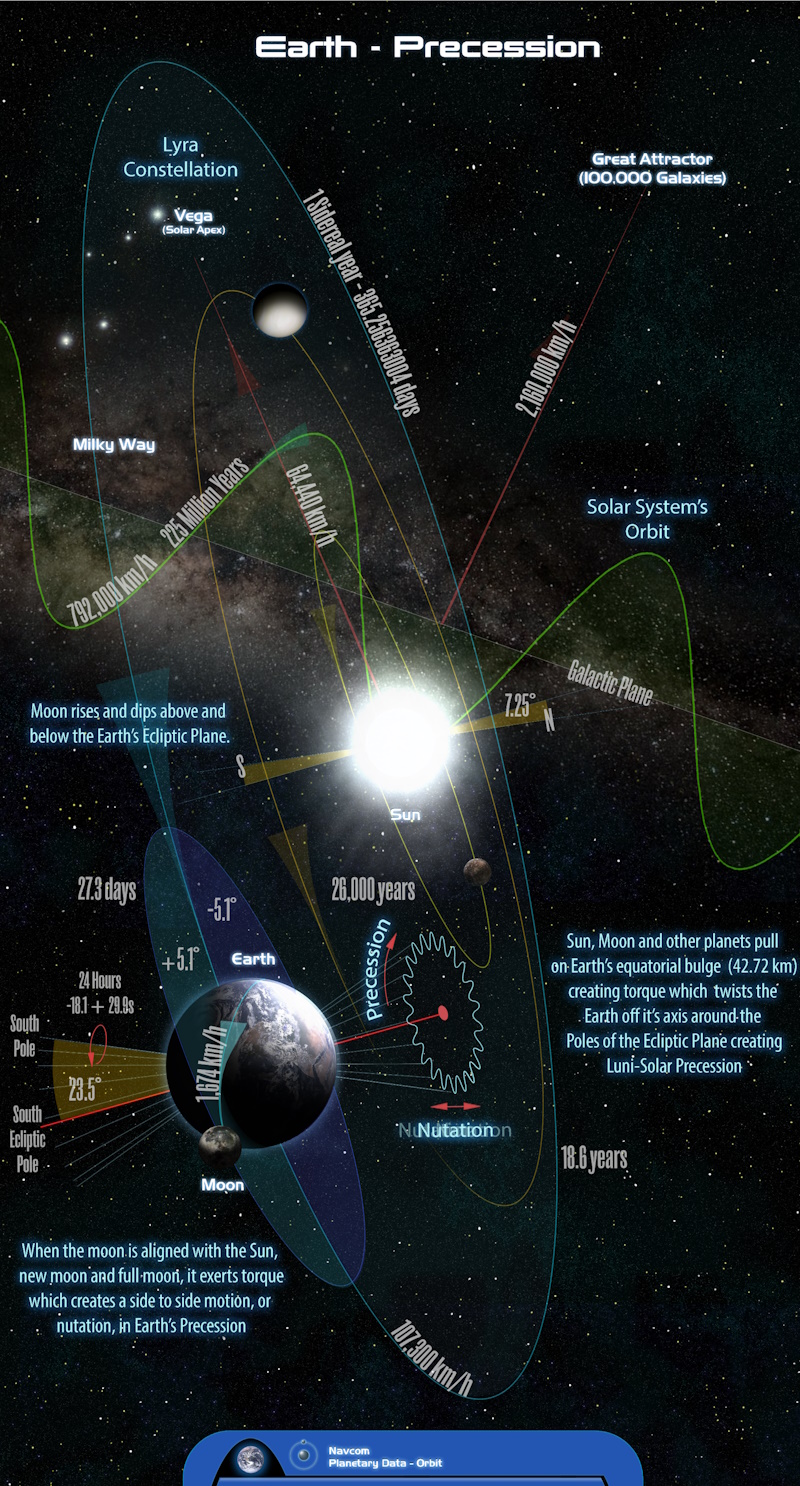 Earth - Precession
Lyra
Constellation
Great Attractor
(100,000 Galaxies)
Vega
(Solar Apex)
1 Sidereal year - 365.256363004 days
2,160,000 km/h
Milky Way
225 Million Years
64,440 km/h
792,000 km/h
Solar System's
Orbit
Galactic Plane
7.25°
N
S
Moon rises and dips above and
below the Earth's Ecliptic Plane.
Sun
27.3 days
-5.1°
26,000 years
+5.1°
Earth
Precession
24 Hours
-18.1 + 29.9s
South
Pole
23.5°
1,674 km/h
South
Ecliptic
Pole
Sun, Moon and other planets pull
on Earth's equatorial bulge (42.72 km)
creating torque which twists the
Earth off it's axis around the
Poles of the Ecliptic Plane creating
Luni-Solar Precession
Nutation
18.6 years
Moon
When the moon is aligned with the Sun,
new moon and full moon, it exerts torque
which creates a side to side motion, or
nutation, in Earth's Precession
107,300 km/h
Navcom
Planetary Data - Orbit